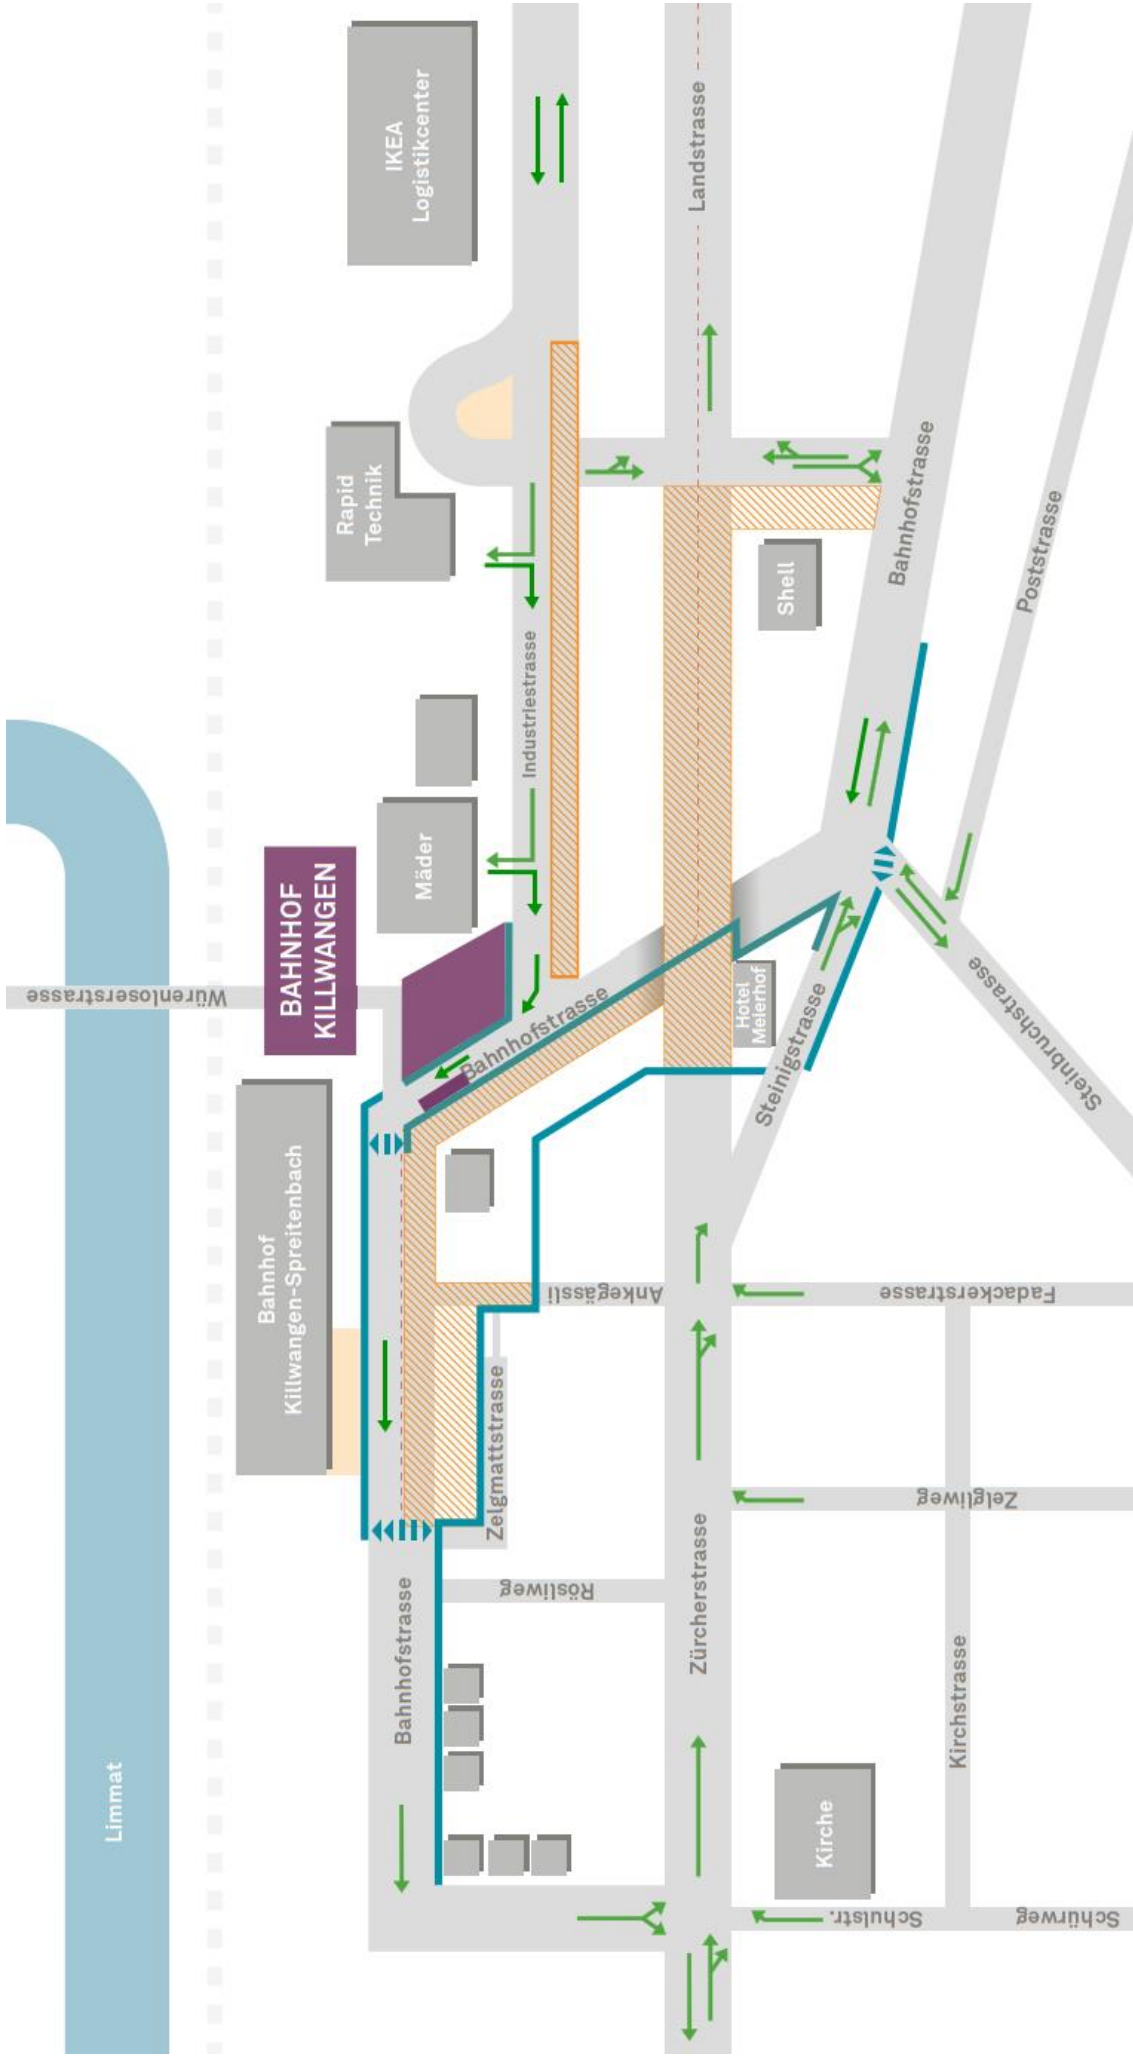 IKEA
Logistikcenter
Landstrasse
Rapid
Technik
Bahnhofstrasse
Poststrasse
Shell
Industriestrasse
Mäder
BAHNHOF
KILLWANGEN
Würenloserstrasse
Bahnhofstrasse
Hotel
Meierhof
Steinigstrasse
Steinbruchstrasse
Bahnhof
Killwangen-Spreitenbach
Ankegässli
Fadackerstrasse
Zelgmattstrasse
Zelgliweg
Rösliweg
Zürcherstrasse
Bahnhofstrasse
Kirchstrasse
Limmat
Kirche
Schulstr.
Schürweg